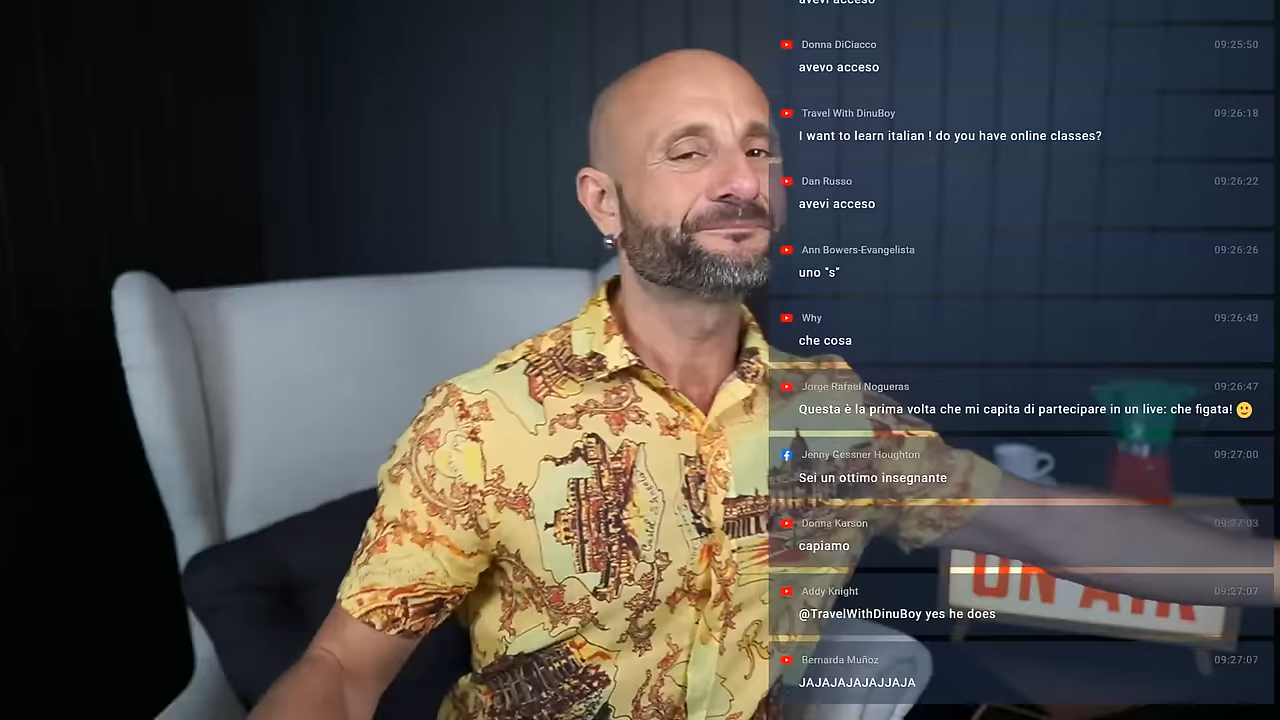 avevi acceso
Donna DiCiacco 09:25:50
avevo acceso
Travel With DinuBoy 09:26:18
I want to learn italian ! do you have online classes?
Dan Russo 09:26:22
avevi acceso
Ann Bowers-Evangelista 09:26:26
uno "s"
Why 09:26:43
che cosa
Jorge Rafael Nogueras 09:26:47
Questa è la prima volta che mi capita di partecipare in un live: che figata! 🙂
Jenny Gessner Houghton 09:27:00
Sei un ottimo insegnante
Donna Karson 09:27:03
capiamo
ON AIR
Addy Knight 09:27:07
@TravelWithDinuBoy yes he does
Bernarda Muñoz 09:27:07
JAJAJAJAJAJJAJA